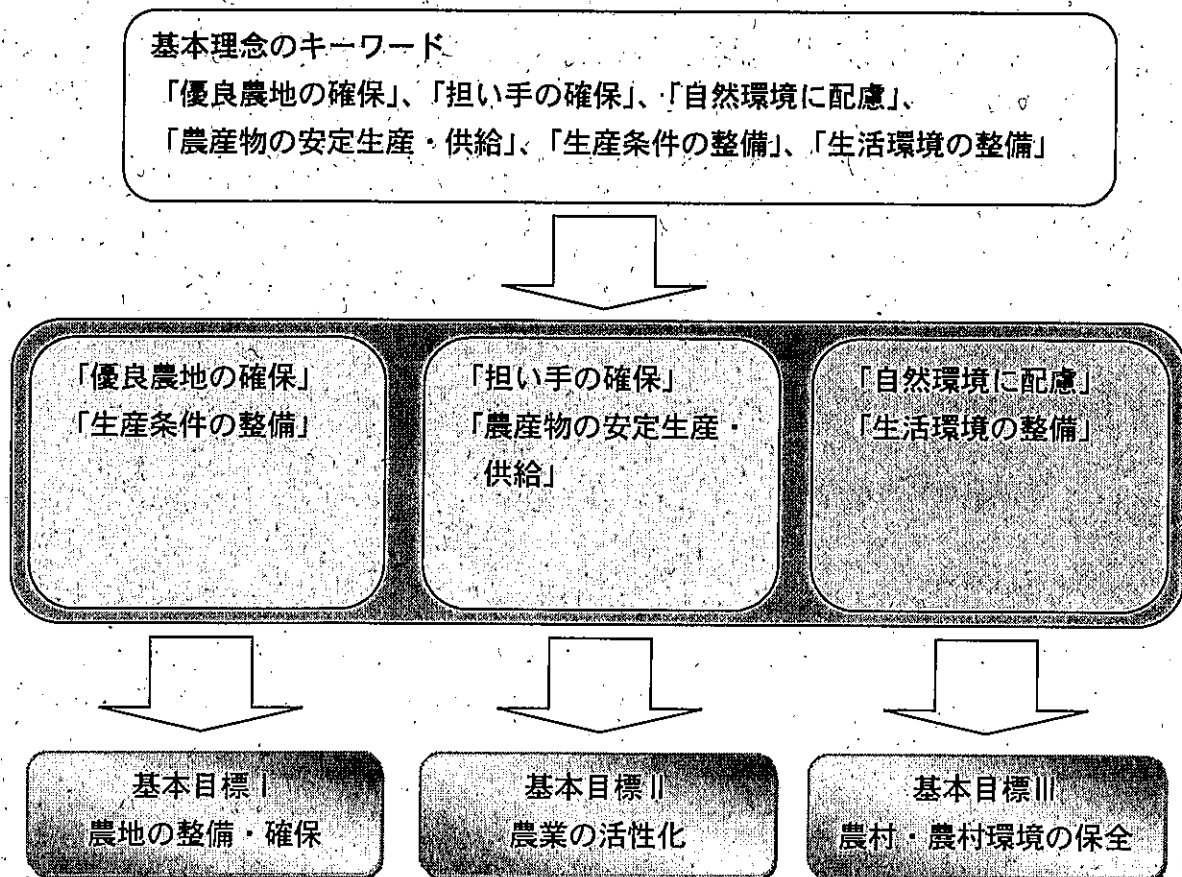 基本理念のキーワード
「優良農地の確保」、「担い手の確保」、「自然環境に配慮」、
「農産物の安定生産・供給」、「生産条件の整備」、「生活環境の整備」
「優良農地の確保」
「生産条件の整備」
「担い手の確保」
「農産物の安定生産・
供給」
「自然環境に配慮」
「生活環境の整備」
基本目標Ⅰ
農地の整備・確保
基本目標Ⅱ
農業の活性化
基本目標Ⅲ
農村・農村環境の保全